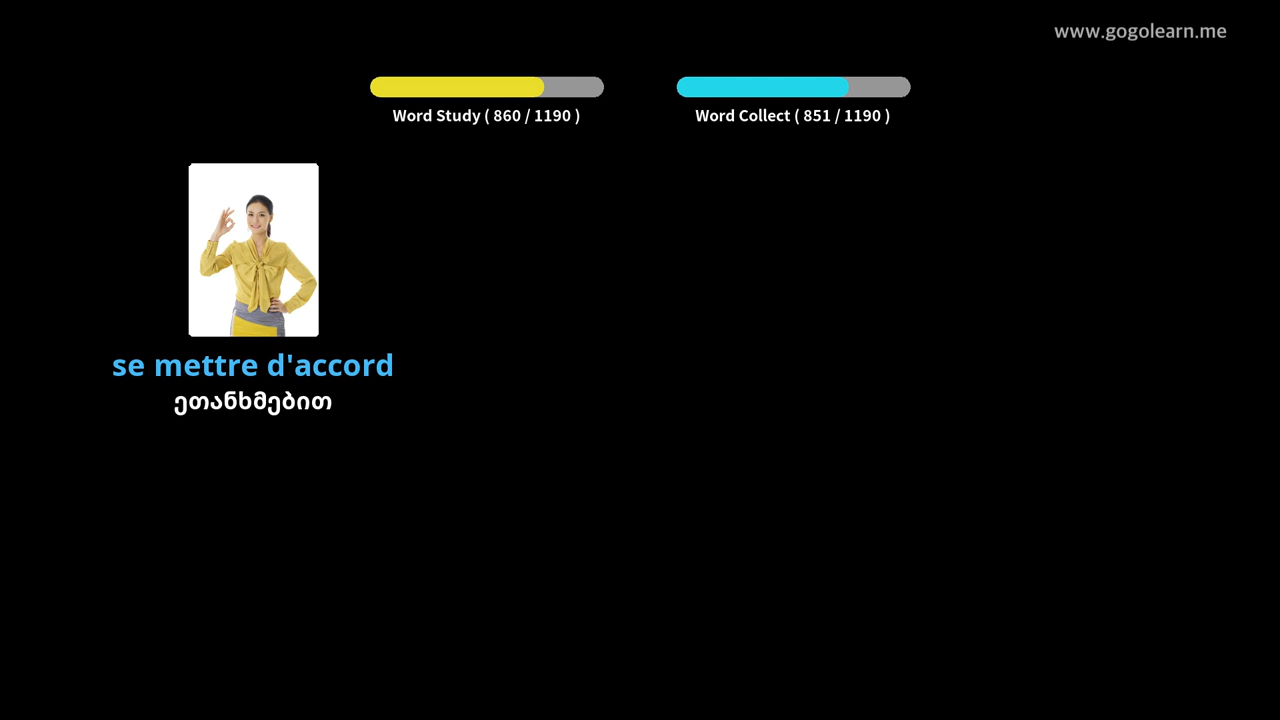 www.gogolearn.me
Word Study ( 860 / 1190 )
Word Collect ( 851 / 1190 )
se mettre d'accord
ეთანხმებით